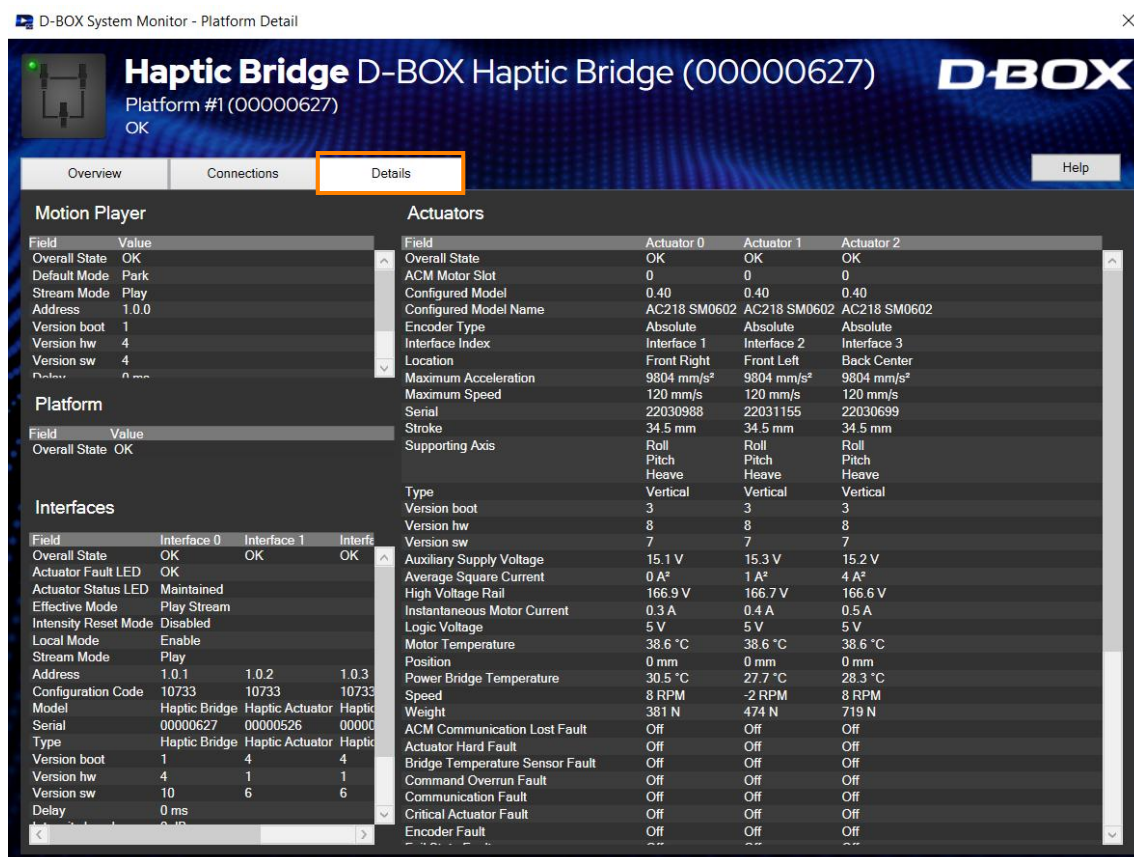 D-BOX System Monitor - Platform Detail
Haptic Bridge D-BOX Haptic Bridge (00000627)
D-BOX
Platform #1 (00000627)
OK
Overview Connections Details Help
Motion Player
Field Value
Overall State OK
Default Mode Park
Stream Mode Play
Address 1.0.0
Version boot 1
Version hw 4
Version sw 4
Delay 0 ms
Platform
Field Value
Overall State OK
Interfaces
Field Interface 0 Interface 1 Interfa
Overall State OK OK OK
Actuator Fault LED OK
Actuator Status LED Maintained
Effective Mode Play Stream
Intensity Reset Mode Disabled
Local Mode Enable
Stream Mode Play
Address 1.0.1 1.0.2 1.0.3
Configuration Code 10733 10733 10733
Model Haptic Bridge Haptic Actuator Haptic
Serial 00000627 00000526 00000
Type Haptic Bridge Haptic Actuator Haptic
Version boot 1 4 4
Version hw 4 1 1
Version sw 10 6 6
Delay 0 ms
Actuators
Field Actuator 0 Actuator 1 Actuator 2
Overall State OK OK OK
ACM Motor Slot 0 0 0
Configured Model 0.40 0.40 0.40
Configured Model Name AC218 SM0602 AC218 SM0602 AC218 SM0602
Encoder Type Absolute Absolute Absolute
Interface Index Interface 1 Interface 2 Interface 3
Location Front Right Front Left Back Center
Maximum Acceleration 9804 mm/s² 9804 mm/s² 9804 mm/s²
Maximum Speed 120 mm/s 120 mm/s 120 mm/s
Serial 22030988 22031155 22030699
Stroke 34.5 mm 34.5 mm 34.5 mm
Supporting Axis Roll Roll Roll
Pitch Pitch Pitch
Heave Heave Heave
Type Vertical Vertical Vertical
Version boot 3 3 3
Version hw 8 8 8
Version sw 7 7 7
Auxiliary Supply Voltage 15.1 V 15.3 V 15.2 V
Average Square Current 0 A² 1 A² 4 A²
High Voltage Rail 166.9 V 166.7 V 166.6 V
Instantaneous Motor Current 0.3 A 0.4 A 0.5 A
Logic Voltage 5 V 5 V 5 V
Motor Temperature 38.6 °C 38.6 °C 38.6 °C
Position 0 mm 0 mm 0 mm
Power Bridge Temperature 30.5 °C 27.7 °C 28.3 °C
Speed 8 RPM -2 RPM 8 RPM
Weight 381 N 474 N 719 N
ACM Communication Lost Fault Off Off Off
Actuator Hard Fault Off Off Off
Bridge Temperature Sensor Fault Off Off Off
Command Overrun Fault Off Off Off
Communication Fault Off Off Off
Critical Actuator Fault Off Off Off
Encoder Fault Off Off Off